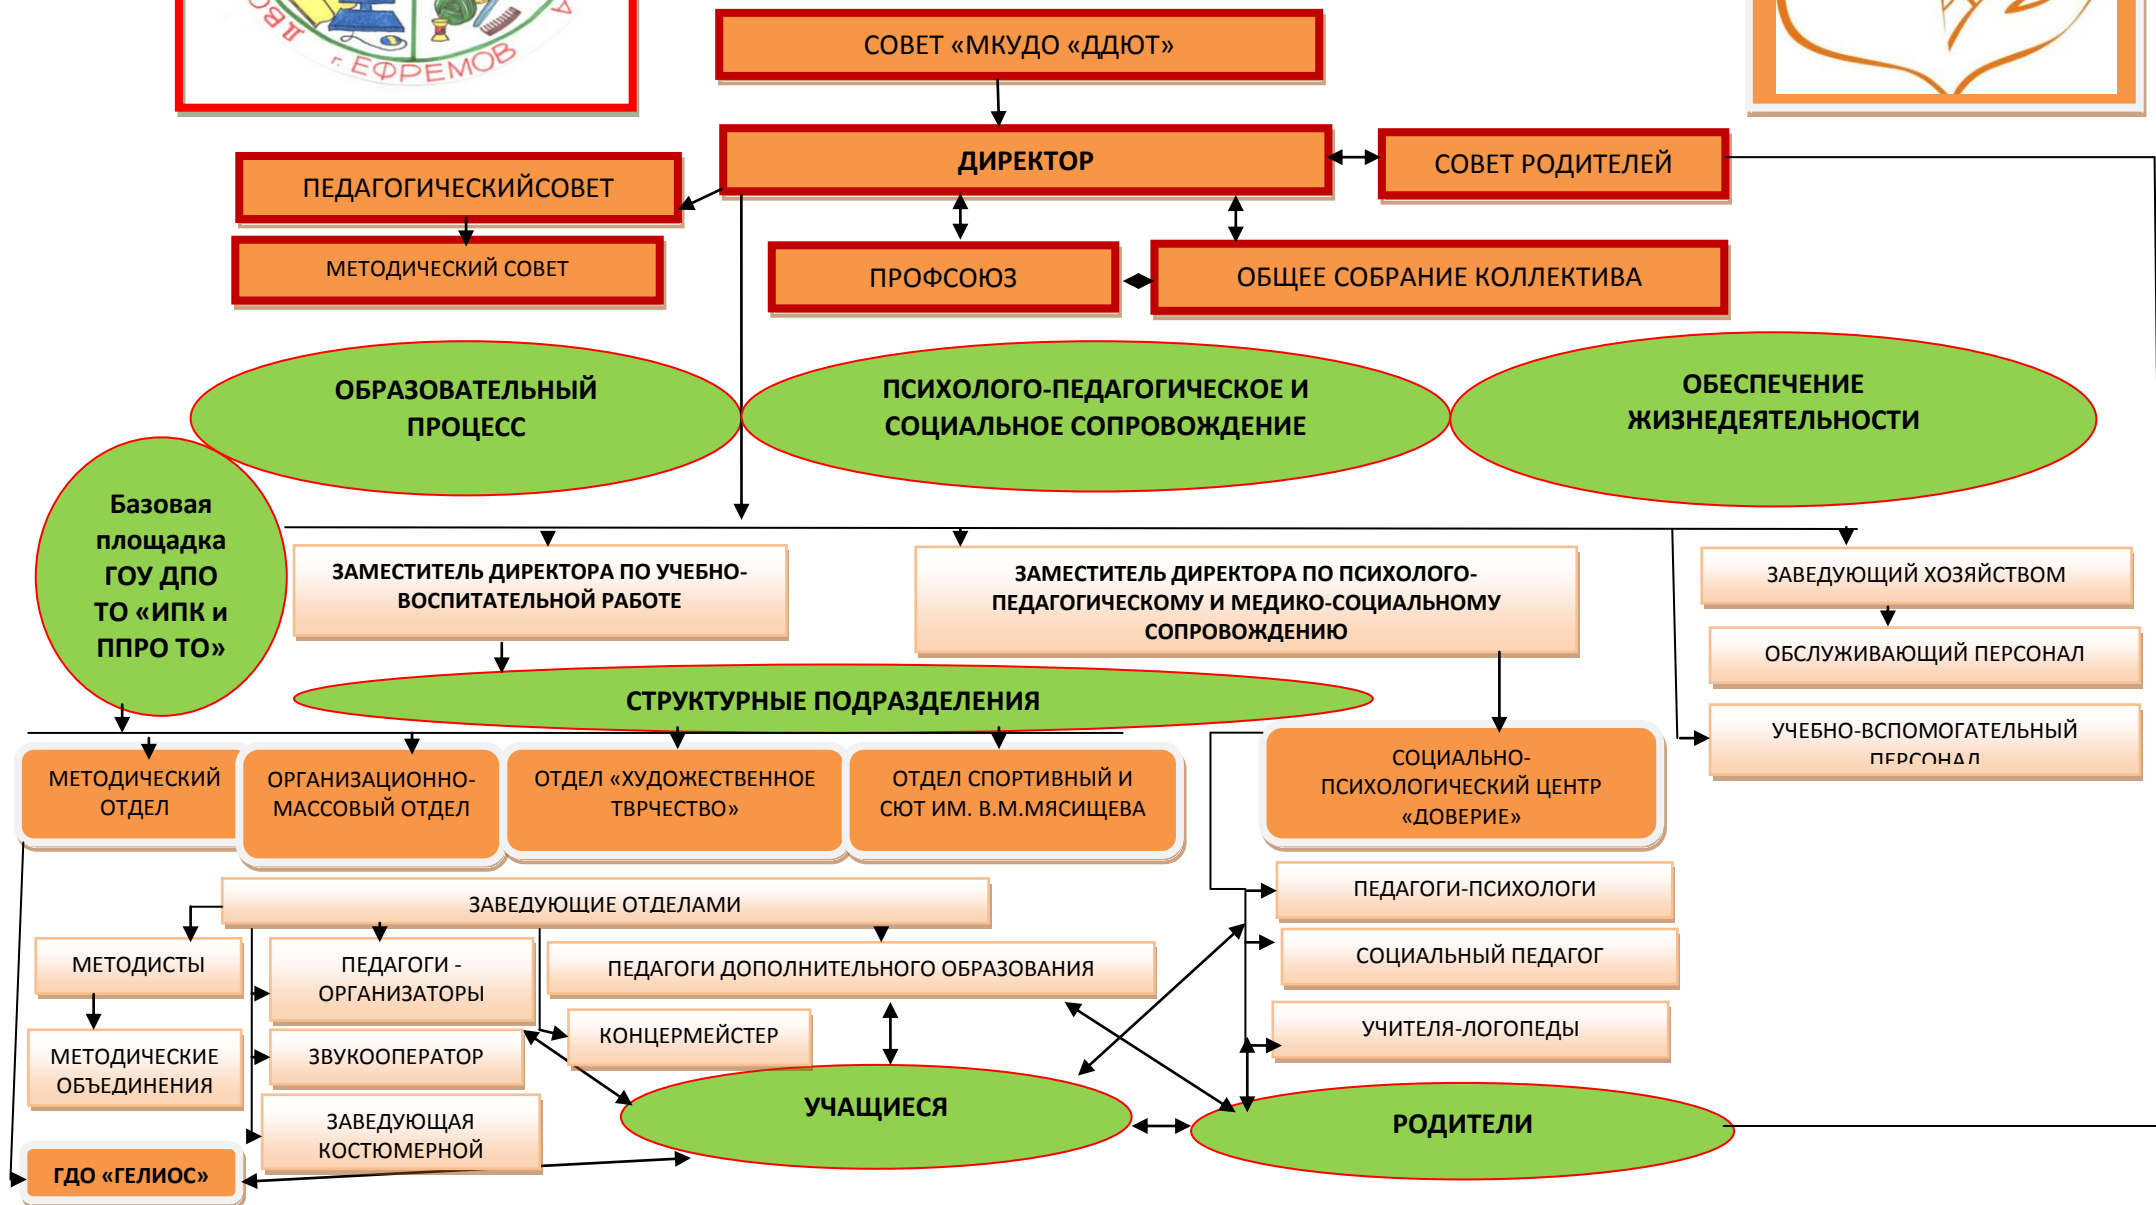 г. ЕФРЕМОВ
СОВЕТ «МКУДО «ДДЮТ»
ДИРЕКТОР
СОВЕТ РОДИТЕЛЕЙ
ПЕДАГОГИЧЕСКИЙСОВЕТ
МЕТОДИЧЕСКИЙ СОВЕТ
ПРОФСОЮЗ
ОБЩЕЕ СОБРАНИЕ КОЛЛЕКТИВА
ОБРАЗОВАТЕЛЬНЫЙ
ПРОЦЕСС
ПСИХОЛОГО-ПЕДАГОГИЧЕСКОЕ И
СОЦИАЛЬНОЕ СОПРОВОЖДЕНИЕ
ОБЕСПЕЧЕНИЕ
ЖИЗНЕДЕЯТЕЛЬНОСТИ
Базовая
площадка
ГОУ ДПО
ТО «ИПК и
ППРО ТО»
ЗАМЕСТИТЕЛЬ ДИРЕКТОРА ПО УЧЕБНО-
ВОСПИТАТЕЛЬНОЙ РАБОТЕ
ЗАМЕСТИТЕЛЬ ДИРЕКТОРА ПО ПСИХОЛОГО-
ПЕДАГОГИЧЕСКОМУ И МЕДИКО-СОЦИАЛЬНОМУ
СОПРОВОЖДЕНИЮ
ЗАВЕДУЮЩИЙ ХОЗЯЙСТВОМ
ОБСЛУЖИВАЮЩИЙ ПЕРСОНАЛ
УЧЕБНО-ВСПОМОГАТЕЛЬНЫЙ
ПЕРСОНАЛ
СТРУКТУРНЫЕ ПОДРАЗДЕЛЕНИЯ
МЕТОДИЧЕСКИЙ
ОТДЕЛ
ОРГАНИЗАЦИОННО-
МАССОВЫЙ ОТДЕЛ
ОТДЕЛ «ХУДОЖЕСТВЕННОЕ
ТВРЧЕСТВО»
ОТДЕЛ СПОРТИВНЫЙ И
СЮТ ИМ. В.М.МЯСИЩЕВА
СОЦИАЛЬНО-
ПСИХОЛОГИЧЕСКИЙ ЦЕНТР
«ДОВЕРИЕ»
ЗАВЕДУЮЩИЕ ОТДЕЛАМИ
ПЕДАГОГИ-ПСИХОЛОГИ
МЕТОДИСТЫ
ПЕДАГОГИ -
ОРГАНИЗАТОРЫ
ПЕДАГОГИ ДОПОЛНИТЕЛЬНОГО ОБРАЗОВАНИЯ
СОЦИАЛЬНЫЙ ПЕДАГОГ
КОНЦЕРМЕЙСТЕР
УЧИТЕЛЯ-ЛОГОПЕДЫ
МЕТОДИЧЕСКИЕ
ОБЪЕДИНЕНИЯ
ЗВУКООПЕРАТОР
ЗАВЕДУЮЩАЯ
КОСТЮМЕРНОЙ
УЧАЩИЕСЯ
РОДИТЕЛИ
ГДО «ГЕЛИОС»